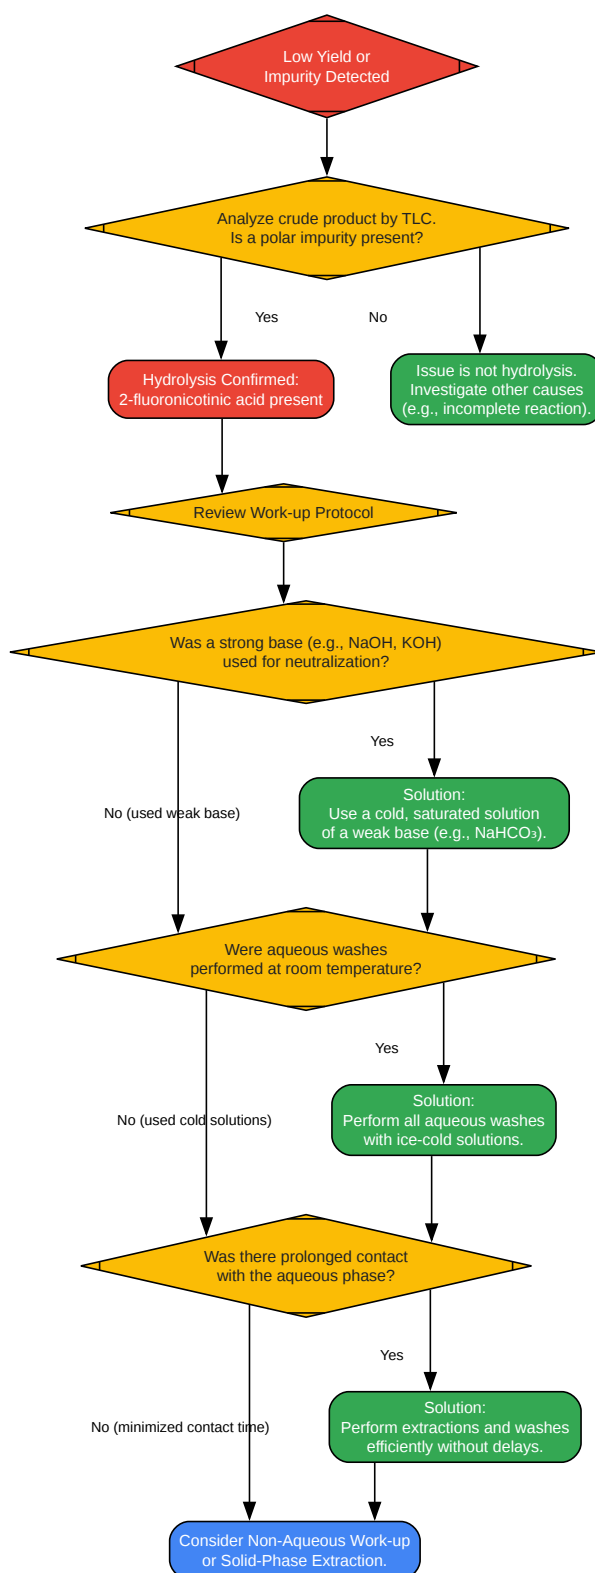 Low Yield or
Impurity Detected
Analyze crude product by TLC.
Is a polar impurity present?
Yes
No
Hydrolysis Confirmed:
2-fluoronicotinic acid present
Issue is not hydrolysis.
Investigate other causes
(e.g., incomplete reaction).
Review Work-up Protocol
Was a strong base (e.g., NaOH, KOH)
used for neutralization?
Yes
No (used weak base)
Solution:
Use a cold, saturated solution
of a weak base (e.g., NaHCO₃).
Were aqueous washes
performed at room temperature?
Yes
No (used cold solutions)
Solution:
Perform all aqueous washes
with ice-cold solutions.
Was there prolonged contact
with the aqueous phase?
Yes
No (minimized contact time)
Solution:
Perform extractions and washes
efficiently without delays.
Consider Non-Aqueous Work-up
or Solid-Phase Extraction.